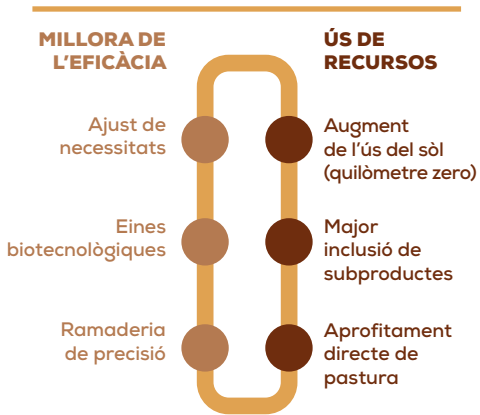 MILLORA DE
L'EFICÀCIA
Ajust de
necessitats
Eines
biotecnològiques
Ramaderia
de precisió
ÚS DE
RECURSOS
Augment
de l'ús del sòl
(quilòmetre zero)
Major
inclusió de
subproductes
Aprofitament
directe de
pastura